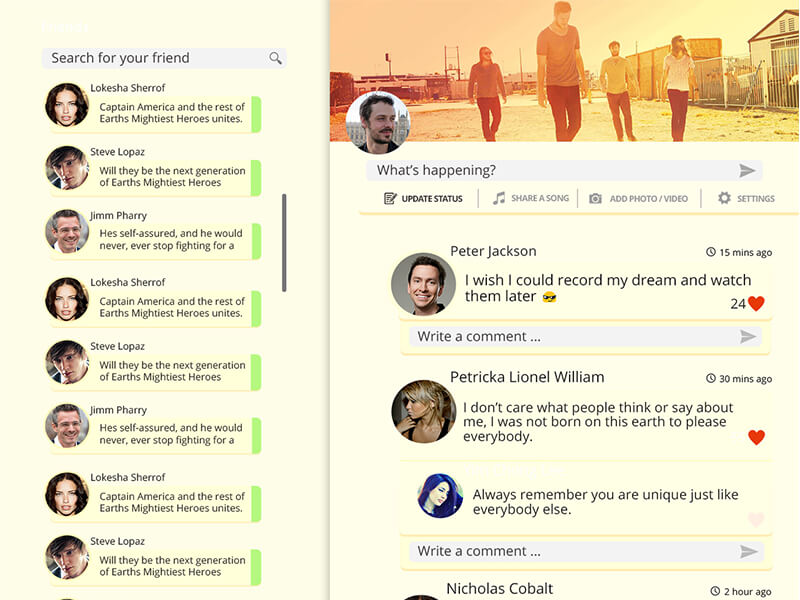 Search for your friend
Lokesha Sherrof
Captain America and the rest of
Earths Mightiest Heroes unites.
Steve Lopaz
Will they be the next generation
of Earths Mightiest Heroes
Jimm Pharry
Hes self-assured, and he would
never, ever stop fighting for a
Lokesha Sherrof
Captain America and the rest of
Earths Mightiest Heroes unites.
Steve Lopaz
Will they be the next generation
of Earths Mightiest Heroes
Jimm Pharry
Hes self-assured, and he would
never, ever stop fighting for a
Lokesha Sherrof
Captain America and the rest of
Earths Mightiest Heroes unites.
Steve Lopaz
Will they be the next generation
of Earths Mightiest Heroes
What's happening?
UPDATE STATUS
SHARE A SONG
ADD PHOTO / VIDEO
SETTINGS
Peter Jackson
15 mins ago
I wish I could record my dream and watch
them later 😎
24
Write a comment ...
Petricka Lionel William
30 mins ago
I don't care what people think or say about
me, I was not born on this earth to please
everybody.
Always remember you are unique just like
everybody else.
Write a comment ...
Nicholas Cobalt
2 hour ago